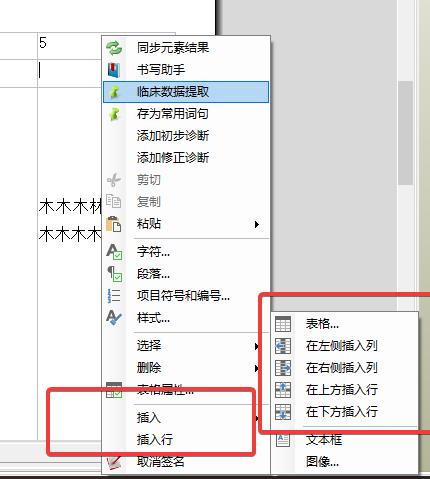 5
同步元素结果
书写助手
临床数据提取
存为常用词句
添加初步诊断
添加修正诊断
剪切
复制
粘贴
木木木林
木木木木
字符...
段落...
项目符号和编号...
样式...
选择
删除
表格属性...
插入
插入行
取消签名
表格...
在左侧插入列
在右侧插入列
在上方插入行
在下方插入行
文本框
图像...